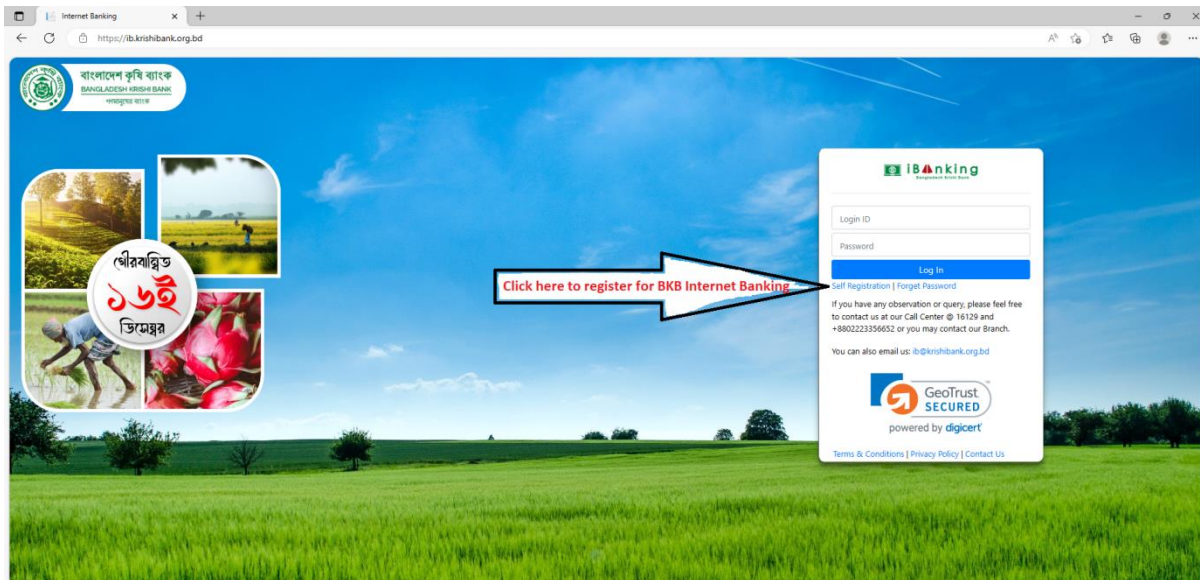 Internet Banking
https://ib.krishibank.org.bd
বাংলাদেশ কৃষি ব্যাংক
BANGLADESH KRISHI BANK
গণমানুষের ব্যাংক
গৌরবান্বিত
১৬ই
ডিসেম্বর
Click here to register for BKB Internet Banking
iBanking
Bangladesh Krishi Bank
Login ID
Password
Log In
Self Registration | Forget Password
If you have any observation or query, please feel free
to contact us at our Call Center @ 16129 and
+8802223356652 or you may contact our Branch.
You can also email us: ib@krishibank.org.bd
GeoTrust
SECURED
powered by digicert
Terms & Conditions | Privacy Policy | Contact Us